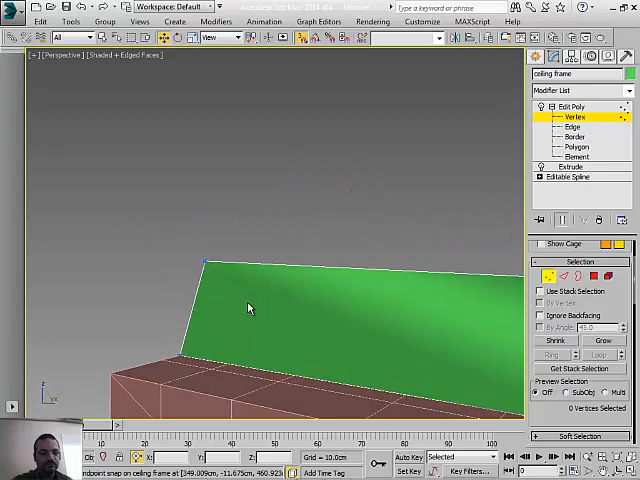 Workspace: Default
Autodesk 3ds Max 2014 x64
Untitled
Type a keyword or phrase
Edit Tools Group Views Create Modifiers Animation Graph Editors Rendering Customize MAXScript Help
All
View
[+] [Perspective] [Shaded + Edged Faces]
ceiling frame
Modifier List
Edit Poly
Vertex
Edge
Border
Polygon
Element
Extrude
Editable Spline
Show Cage
Selection
Use Stack Selection
By Vertex
Ignore Backfacing
By Angle: 45.0
Shrink Grow
Ring Loop
Get Stack Selection
Preview Selection
Off SubObj Multi
0 Vertices Selected
Soft Selection
z
10 20 30 40 50 60 70 80 90 100
X: Y: Z: Grid = 10.0cm
Auto Key Selected
ndpoint snap on ceiling frame at [349.009cm, -11.675cm, 460.923
Add Time Tag
Set Key Key Filters...
0